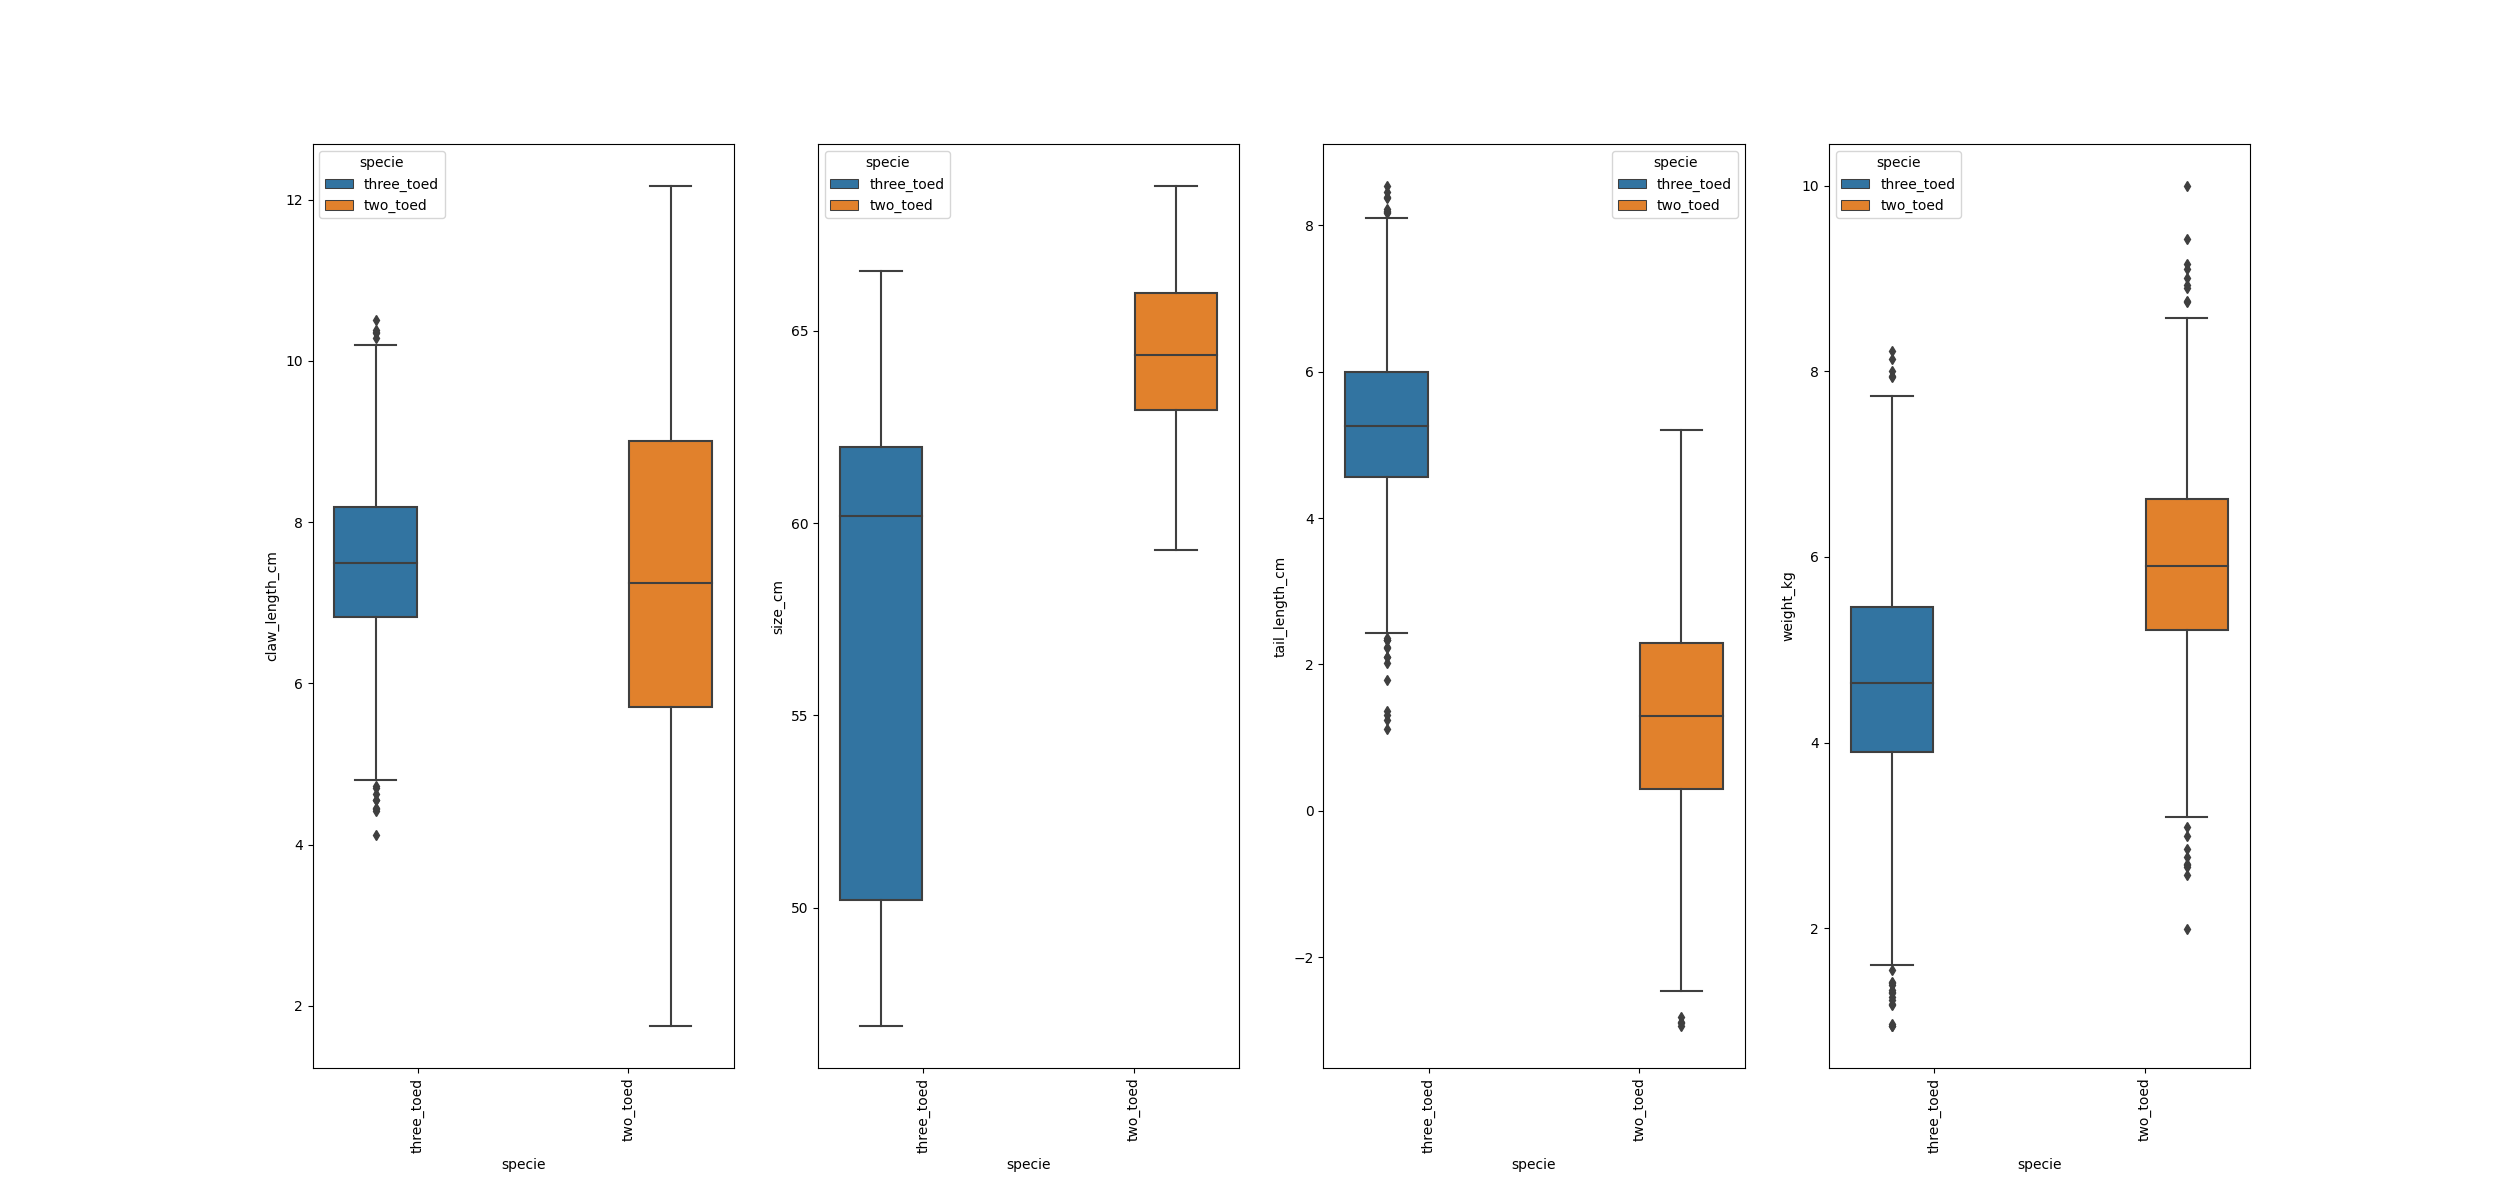 specie
three_toed
two_toed
12
10
8
6
4
2
claw_length_cm
three_toed
two_toed
specie
specie
three_toed
two_toed
65
60
55
50
size_cm
three_toed
two_toed
specie
specie
three_toed
two_toed
8
6
4
2
0
−2
tail_length_cm
three_toed
two_toed
specie
specie
three_toed
two_toed
10
8
6
4
2
weight_kg
three_toed
two_toed
specie